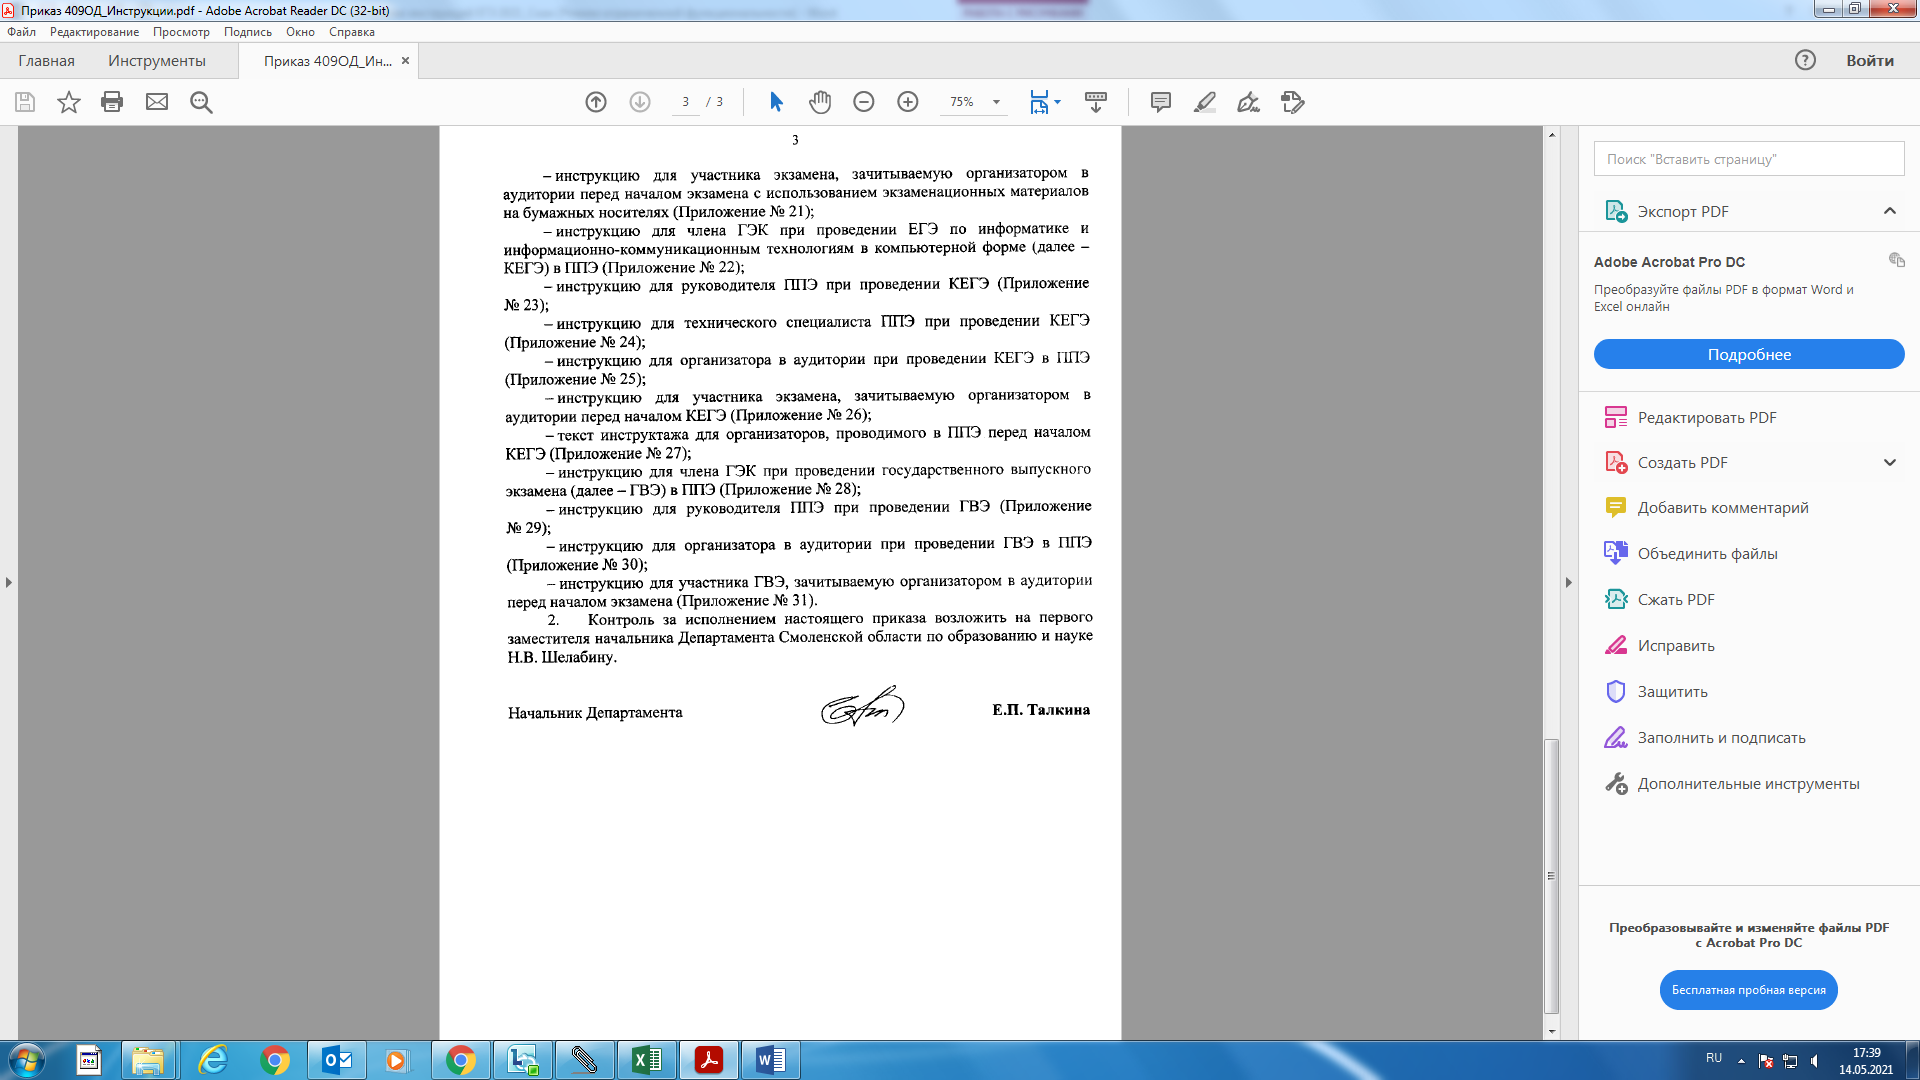 Приказ 409ОД_Инструкции.pdf - Adobe Acrobat Reader DC (32-bit)
Файл Редактирование Просмотр Подпись Окно Справка
Главная Инструменты Приказ 409ОД_Ин... × Войти
3 / 3 75%
3
– инструкцию для участника экзамена, зачитываемую организатором в
аудитории перед началом экзамена с использованием экзаменационных материалов
на бумажных носителях (Приложение № 21);
– инструкцию для члена ГЭК при проведении ЕГЭ по информатике и
информационно-коммуникационным технологиям в компьютерной форме (далее –
КЕГЭ) в ППЭ (Приложение № 22);
– инструкцию для руководителя ППЭ при проведении КЕГЭ (Приложение
№ 23);
– инструкцию для технического специалиста ППЭ при проведении КЕГЭ
(Приложение № 24);
– инструкцию для организатора в аудитории при проведении КЕГЭ в ППЭ
(Приложение № 25);
– инструкцию для участника экзамена, зачитываемую организатором в
аудитории перед началом КЕГЭ (Приложение № 26);
– текст инструктажа для организаторов, проводимого в ППЭ перед началом
КЕГЭ (Приложение № 27);
– инструкцию для члена ГЭК при проведении государственного выпускного
экзамена (далее – ГВЭ) в ППЭ (Приложение № 28);
– инструкцию для руководителя ППЭ при проведении ГВЭ (Приложение
№ 29);
– инструкцию для организатора в аудитории при проведении ГВЭ в ППЭ
(Приложение № 30);
– инструкцию для участника ГВЭ, зачитываемую организатором в аудитории
перед началом экзамена (Приложение № 31).
2. Контроль за исполнением настоящего приказа возложить на первого
заместителя начальника Департамента Смоленской области по образованию и науке
Н.В. Шелабину.
Начальник Департамента Е.П. Талкина
Поиск "Вставить страницу"
Экспорт PDF
Adobe Acrobat Pro DC
Преобразуйте файлы PDF в формат Word и
Excel онлайн
Подробнее
Редактировать PDF
Создать PDF
Добавить комментарий
Объединить файлы
Сжать PDF
Исправить
Защитить
Заполнить и подписать
Дополнительные инструменты
Преобразовывайте и изменяйте файлы PDF
с Acrobat Pro DC
Бесплатная пробная версия
RU 17:39
14.05.2021